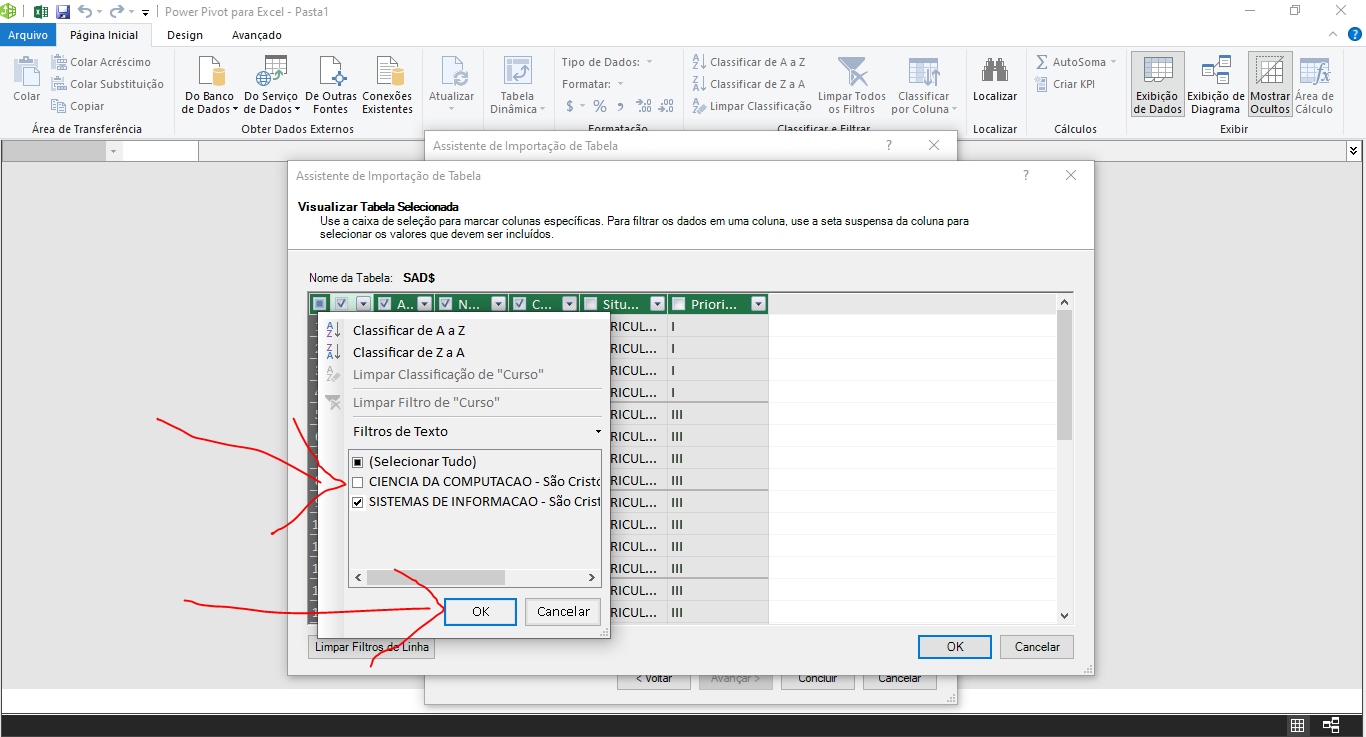 Power Pivot para Excel - Pasta1
Arquivo Página Inicial Design Avançado
Colar
Colar Acréscimo
Colar Substituição
Copiar
Área de Transferência
Do Banco de Dados
Do Serviço de Dados
De Outras Fontes
Conexões Existentes
Obter Dados Externos
Atualizar
Tabela Dinâmica
Tipo de Dados:
Formatar:
$ % ,
Formatação
Classificar de A a Z
Classificar de Z a A
Limpar Classificação
Limpar Todos os Filtros
Classificar por Coluna
Classificar e Filtrar
Localizar
Localizar
AutoSoma
Criar KPI
Cálculos
Exibição de Dados
Exibição de Diagrama
Mostrar Ocultos
Área de Cálculo
Exibir
Assistente de Importação de Tabela
Assistente de Importação de Tabela
Visualizar Tabela Selecionada
Use a caixa de seleção para marcar colunas específicas. Para filtrar os dados em uma coluna, use a seta suspensa da coluna para
selecionar os valores que devem ser incluídos.
Nome da Tabela: SAD$
A... N... C... Situ... Priori...
RICUL... I
RICUL... I
RICUL... I
RICUL... I
RICUL... III
RICUL... III
RICUL... III
RICUL... III
RICUL... III
RICUL... III
RICUL... III
RICUL... III
RICUL... III
RICUL... III
Classificar de A a Z
Classificar de Z a A
Limpar Classificação de "Curso"
Limpar Filtro de "Curso"
Filtros de Texto
(Selecionar Tudo)
CIENCIA DA COMPUTACAO - São Cristo
SISTEMAS DE INFORMACAO - São Crist
OK Cancelar
Limpar Filtros de Linha
OK Cancelar
< Voltar Avançar > Concluir Cancelar